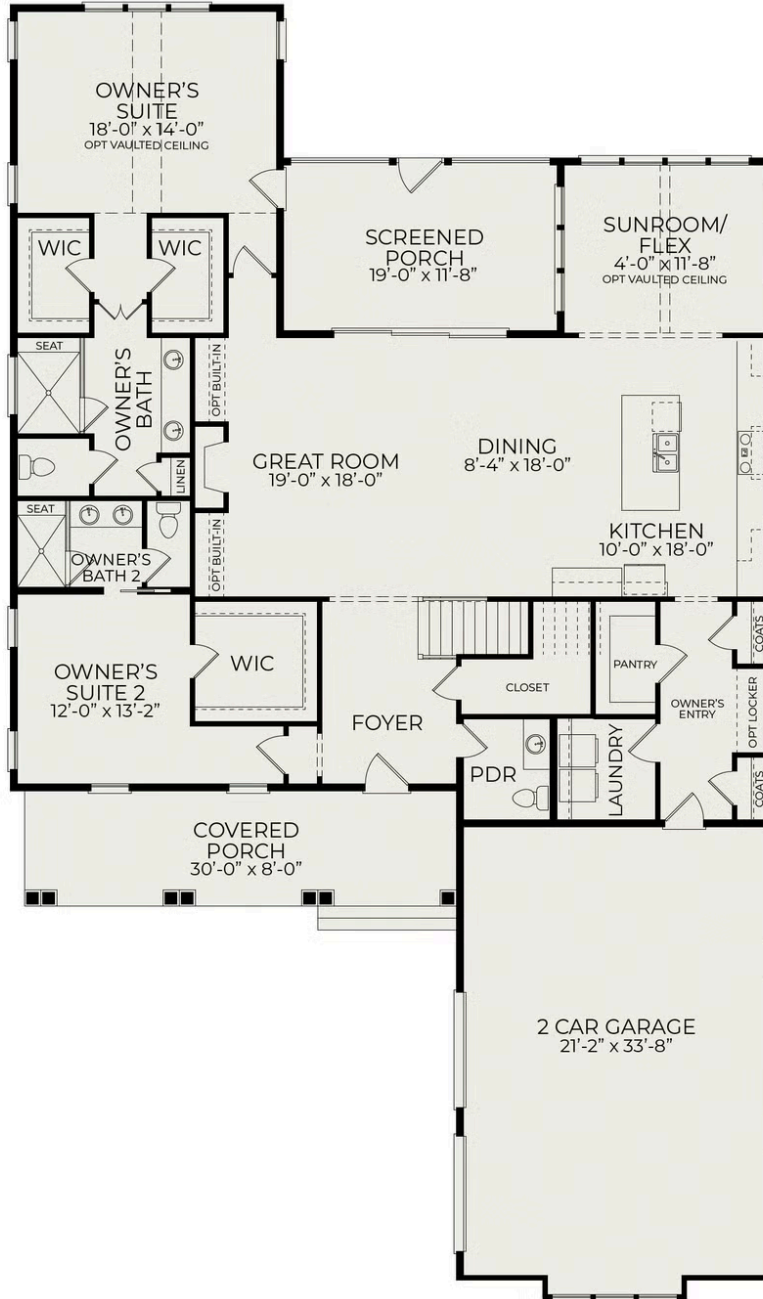 OWNER'S
SUITE
18'-0" x 14'-0"
OPT VAULTED CEILING
WIC
WIC
SCREENED
PORCH
19'-0" x 11'-8"
SUNROOM/
FLEX
4'-0" x 11'-8"
OPT VAULTED CEILING
SEAT
OWNER'S
BATH
OPT BUILT-IN
LINEN
GREAT ROOM
19'-0" x 18'-0"
DINING
8'-4" x 18'-0"
KITCHEN
10'-0" x 18'-0"
SEAT
OWNER'S
BATH 2
OPT BUILT-IN
OWNER'S
SUITE 2
12'-0" x 13'-2"
WIC
FOYER
CLOSET
PANTRY
OWNER'S
ENTRY
COATS
OPT LOCKER
COATS
PDR
LAUNDRY
COVERED
PORCH
30'-0" x 8'-0"
2 CAR GARAGE
21'-2" x 33'-8"